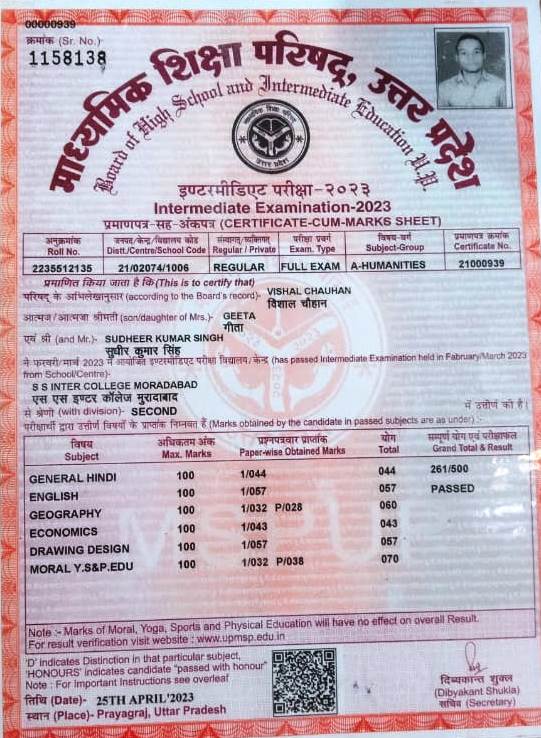 00000939
क्रमांक (Sr. No.)
1158138
माध्यमिक शिक्षा परिषद्, उत्तर प्रदेश
Board of High School and Intermediate Education U.P.
माध्यमिक शिक्षा परिषद
उत्तर प्रदेश
इण्टरमीडिएट परीक्षा-२०२३
Intermediate Examination-2023
प्रमाणपत्र-सह-अंकपत्र (CERTIFICATE-CUM-MARKS SHEET)
अनुक्रमांक जनपद/केन्द्र/विद्यालय कोड संस्थागत/व्यक्तिगत परीक्षा प्रवर्ग विषय-वर्ग प्रमाणपत्र क्रमांक
Roll No. Distt./Centre/School Code Regular / Private Exam. Type Subject-Group Certificate No.
2235512135 21/02074/1006 REGULAR FULL EXAM A-HUMANITIES 21000939
प्रमाणित किया जाता है कि (This is to certify that)
परिषद् के अभिलेखानुसार (according to the Board's record)- VISHAL CHAUHAN
विशाल चौहान
आत्मज/आत्मजा श्रीमती (son/daughter of Mrs.)- GEETA
गीता
एवं श्री (and Mr.)- SUDHEER KUMAR SINGH
सुधीर कुमार सिंह
ने फरवरी/मार्च 2023 में आयोजित इण्टरमीडिएट परीक्षा विद्यालय/केन्द्र (has passed Intermediate Examination held in Fabruary/March 2023
from School/Centre)-
S S INTER COLLEGE MORADABAD
एस एस इण्टर कॉलेज मुरादाबाद
से श्रेणी (with division)- SECOND में उत्तीर्ण की है।
परीक्षार्थी द्वारा उत्तीर्ण विषयों के प्राप्तांक निम्नवत हैं (Marks obtained by the candidate in passed subjects are as under) :-
विषय अधिकतम अंक प्रश्नपत्रवार प्राप्तांक योग सम्पूर्ण योग एवं परीक्षाफल
Subject Max. Marks Paper-wise Obtained Marks Total Grand Total & Result
GENERAL HINDI 100 1/044 044 261/500
ENGLISH 100 1/057 057 PASSED
GEOGRAPHY 100 1/032 P/028 060
ECONOMICS 100 1/043 043
DRAWING DESIGN 100 1/057 057
MORAL Y.S&P.EDU 100 1/032 P/038 070
Note :- Marks of Moral, Yoga, Sports and Physical Education will have no effect on overall Result.
For result verification visit website : www.upmsp.edu.in
'D' indicates Distinction in that particular subject,
'HONOURS' indicates candidate "passed with honour"
Note : For Important Instructions see overleaf
तिथि (Date)- 25TH APRIL'2023
स्थान (Place)- Prayagraj, Uttar Pradesh
दिव्यकान्त शुक्ल
(Dibyakant Shukla)
सचिव (Secretary)